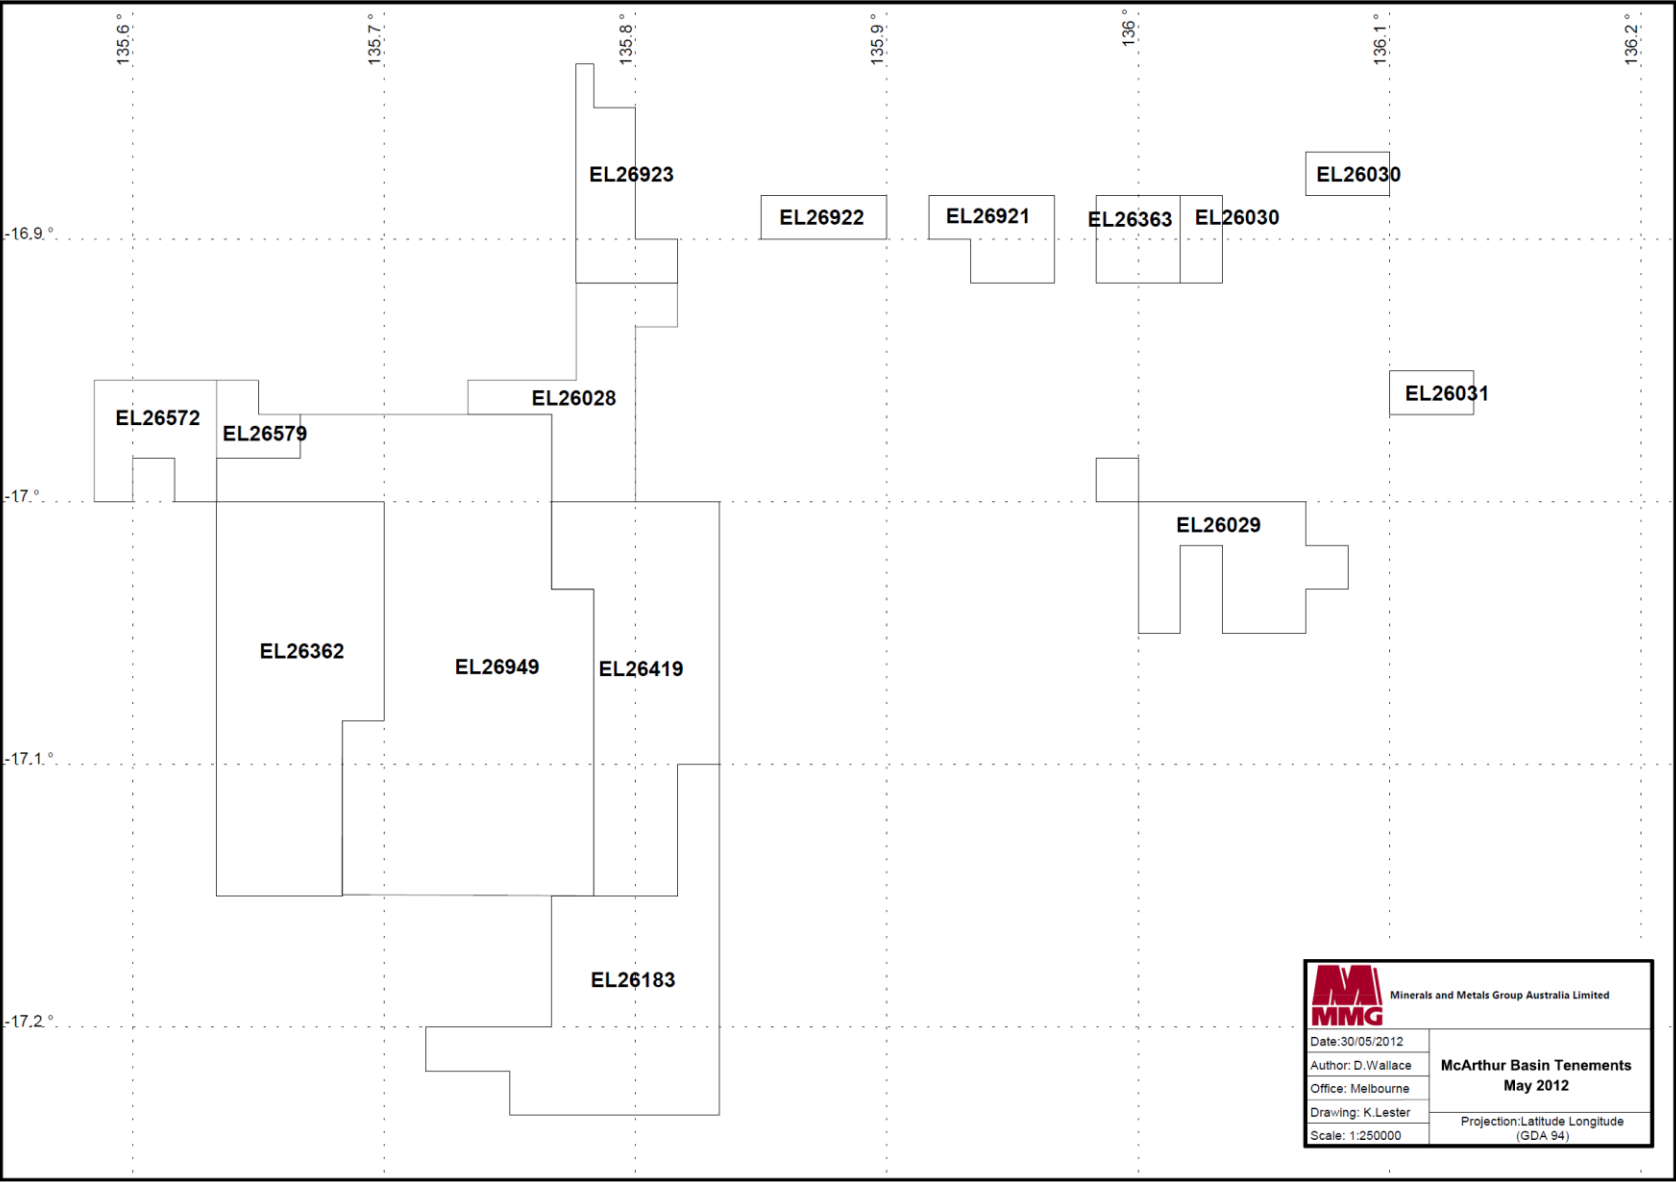 135.6 °
135.7 °
135.8 °
135.9 °
136 °
136.1 °
136.2 °
EL26923
EL26030
EL26922
EL26921
EL26363
EL26030
-16.9 °
EL26028
EL26031
EL26572
EL26579
-17 °
EL26029
EL26362
EL26949
EL26419
-17.1 °
EL26183
-17.2 °
MMG
Minerals and Metals Group Australia Limited
Date:30/05/2012
Author: D.Wallace
Office: Melbourne
Drawing: K.Lester
Scale: 1:250000
McArthur Basin Tenements
May 2012
Projection:Latitude Longitude
(GDA 94)